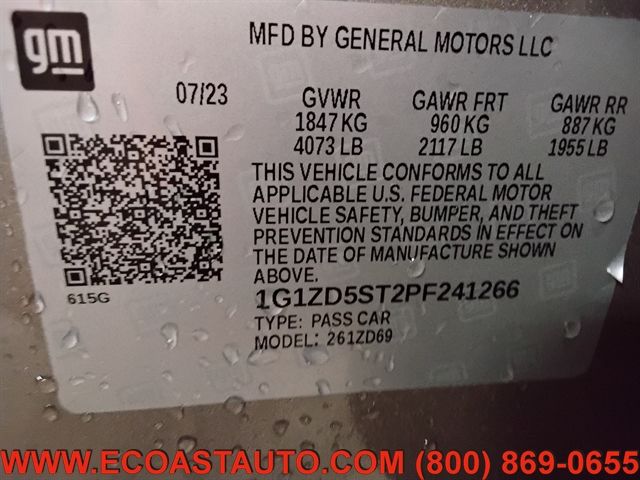 gm
MFD BY GENERAL MOTORS LLC
07/23 GVWR GAWR FRT GAWR RR
1847 KG 960 KG 887 KG
4073 LB 2117 LB 1955 LB
THIS VEHICLE CONFORMS TO ALL
APPLICABLE U.S. FEDERAL MOTOR
VEHICLE SAFETY, BUMPER, AND THEFT
PREVENTION STANDARDS IN EFFECT ON
THE DATE OF MANUFACTURE SHOWN
ABOVE.
615G
1G1ZD5ST2PF241266
TYPE: PASS CAR
MODEL: 261ZD69
WWW.ECOASTAUTO.COM (800) 869-0655